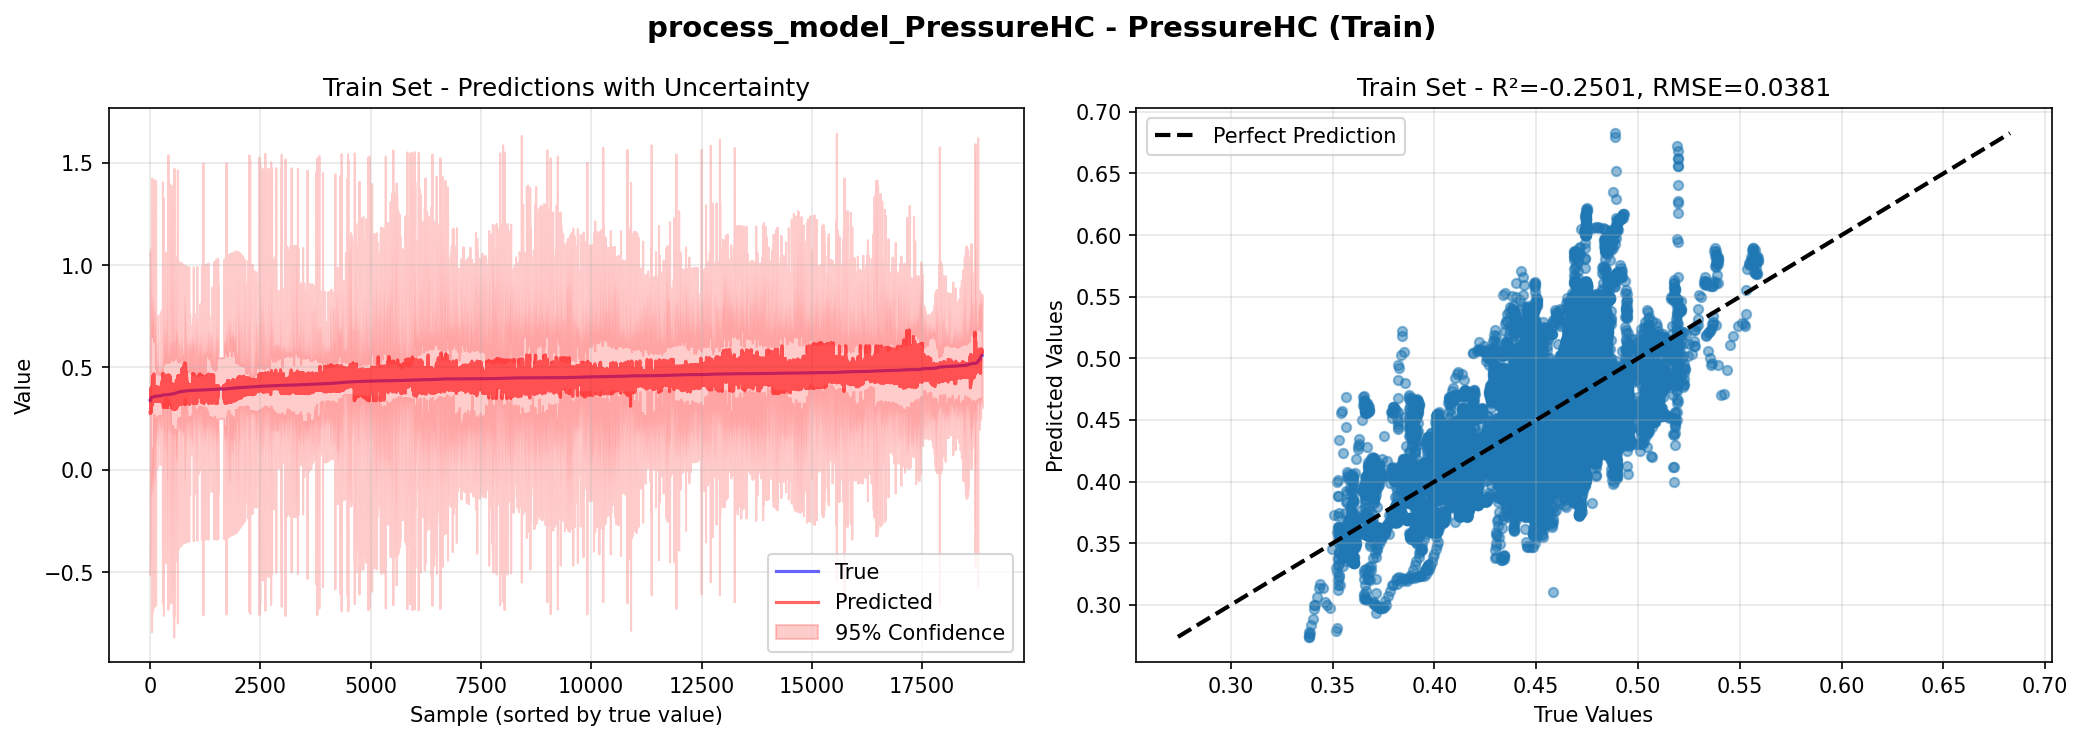 process_model_PressureHC - PressureHC (Train)
Train Set - Predictions with Uncertainty
Value
1.5
1.0
0.5
0.0
−0.5
0 2500 5000 7500 10000 12500 15000 17500
Sample (sorted by true value)
True
Predicted
95% Confidence
Train Set - R²=-0.2501, RMSE=0.0381
Predicted Values
0.70
0.65
0.60
0.55
0.50
0.45
0.40
0.35
0.30
0.30 0.35 0.40 0.45 0.50 0.55 0.60 0.65 0.70
True Values
Perfect Prediction